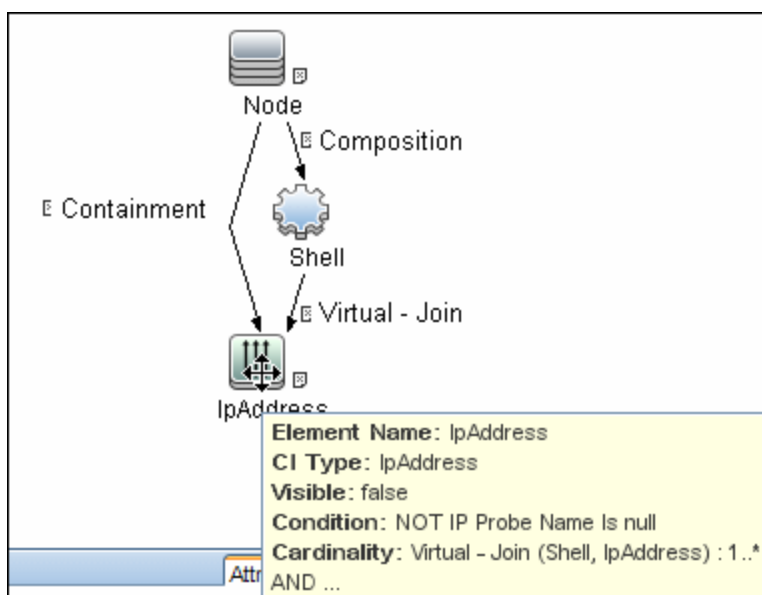 Node
Composition
Containment
Shell
Virtual - Join
IpAddress
Element Name: IpAddress
CI Type: IpAddress
Visible: false
Condition: NOT IP Probe Name Is null
Cardinality: Virtual - Join (Shell, IpAddress) : 1..*
AND ...
Attr